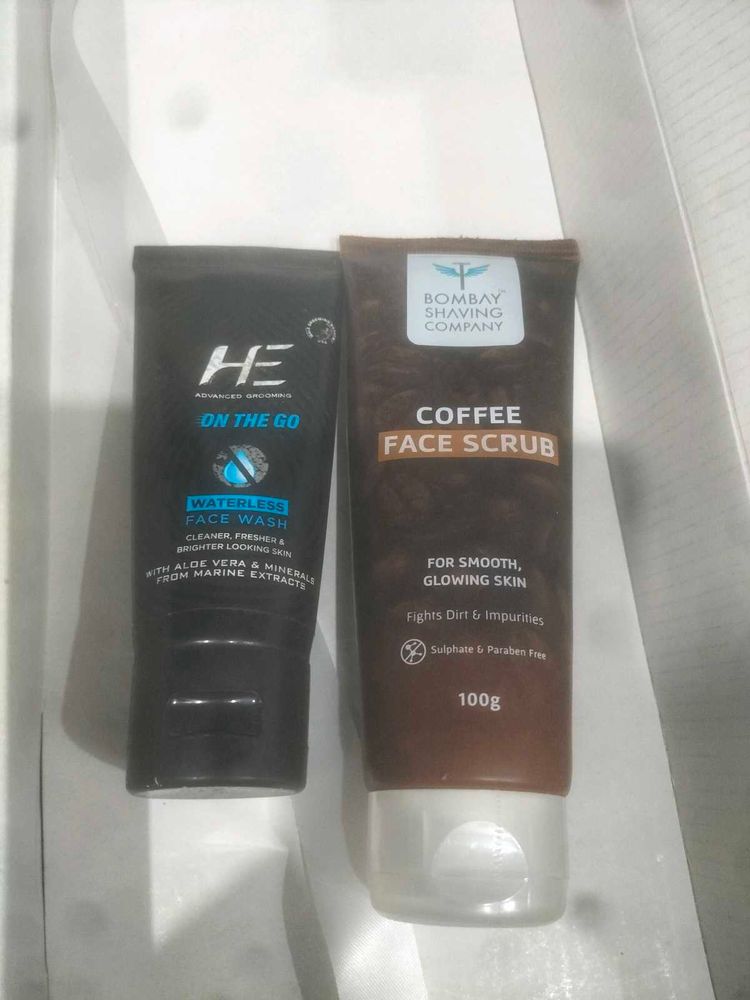 HE
ADVANCED GROOMING
ON THE GO
WATERLESS
FACE WASH
CLEANER, FRESHER &
BRIGHTER LOOKING SKIN
WITH ALOE VERA & MINERALS
FROM MARINE EXTRACTS
BOMBAY™
SHAVING
COMPANY
COFFEE
FACE SCRUB
FOR SMOOTH,
GLOWING SKIN
Fights Dirt & Impurities
Sulphate & Paraben Free
100g